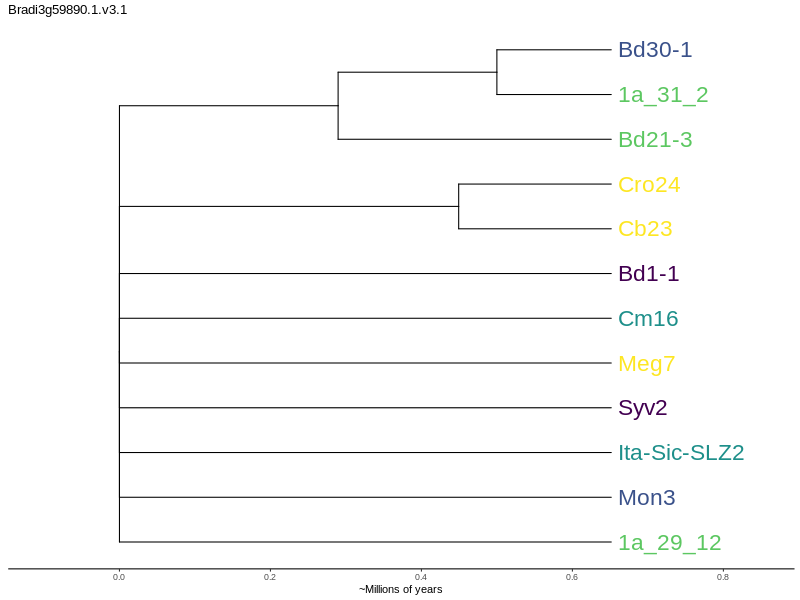 Bradi3g59890.1.v3.1
Bd30-1
1a_31_2
Bd21-3
Cro24
Cb23
Bd1-1
Cm16
Meg7
Syv2
Ita-Sic-SLZ2
Mon3
1a_29_12
0.0 0.2 0.4 0.6 0.8
~Millions of years